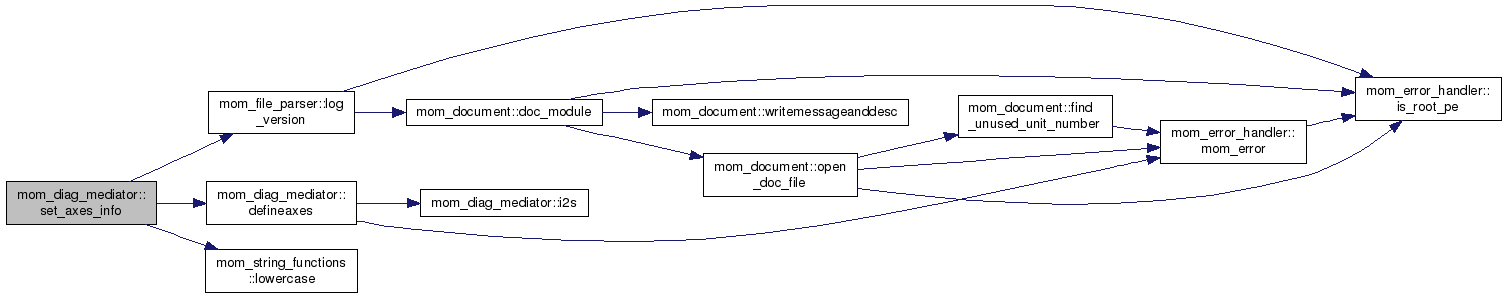 mom_diag_mediator::
set_axes_info
mom_file_parser::log
_version
mom_diag_mediator::
defineaxes
mom_string_functions
::lowercase
mom_document::doc_module
mom_diag_mediator::i2s
mom_document::writemessageanddesc
mom_document::open
_doc_file
mom_document::find
_unused_unit_number
mom_error_handler::
mom_error
mom_error_handler::
is_root_pe